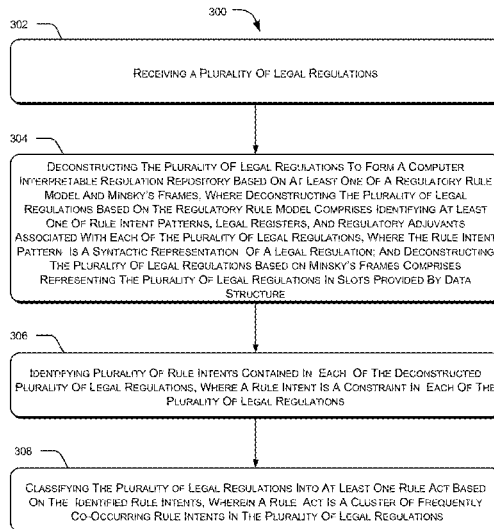 300
302
RECEIVING A PLURALITY OF LEGAL REGULATIONS
304
DECONSTRUCTING THE PLURALITY OF LEGAL REGULATIONS TO FORM A COMPUTER
INTERPRETABLE REGULATION REPOSITORY BASED ON AT LEAST ONE OF A REGULATORY RULE
MODEL AND MINSKY'S FRAMES, WHERE DECONSTRUCTING THE PLURALITY OF LEGAL
REGULATIONS BASED ON THE REGULATORY RULE MODEL COMPRISES IDENTIFYING AT LEAST
ONE OF RULE INTENT PATTERNS, LEGAL REGISTERS, AND REGULATORY ADJUVANTS
ASSOCIATED WITH EACH OF THE PLURALITY OF LEGAL REGULATIONS, WHERE THE RULE INTENT
PATTERN IS A SYNTACTIC REPRESENTATION OF A LEGAL REGULATION; AND DECONSTRUCTING
THE PLURALITY OF LEGAL REGULATIONS BASED ON MINSKY'S FRAMES COMPRISES
REPRESENTING THE PLURALITY OF LEGAL REGULATIONS IN SLOTS PROVIDED BY DATA
STRUCTURE
306
IDENTIFYING PLURALITY OF RULE INTENTS CONTAINED IN EACH OF THE DECONSTRUCTED
PLURALITY OF LEGAL REGULATIONS, WHERE A RULE INTENT IS A CONSTRAINT IN EACH OF THE
PLURALITY OF LEGAL REGULATIONS
308
CLASSIFYING THE PLURALITY OF LEGAL REGULATIONS INTO AT LEAST ONE RULE ACT BASED
ON THE IDENTIFIED RULE INTENTS, WHEREIN A RULE ACT IS A CLUSTER OF FREQUENTLY
CO-OCCURRING RULE INTENTS IN THE PLURALITY OF LEGAL REGULATIONS